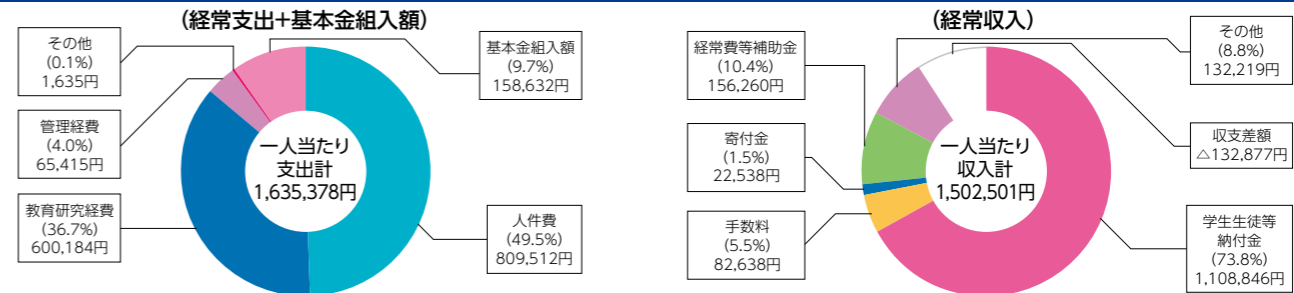 （経常支出+基本金組入額）
その他
(0.1%)
1,635円
管理経費
(4.0%)
65,415円
教育研究経費
(36.7%)
600,184円
一人当たり
支出計
1,635,378円
基本金組入額
(9.7%)
158,632円
人件費
(49.5%)
809,512円
（経常収入）
経常費等補助金
(10.4%)
156,260円
寄付金
(1.5%)
22,538円
手数料
(5.5%)
82,638円
一人当たり
収入計
1,502,501円
その他
(8.8%)
132,219円
収支差額
△132,877円
学生生徒等
納付金
(73.8%)
1,108,846円